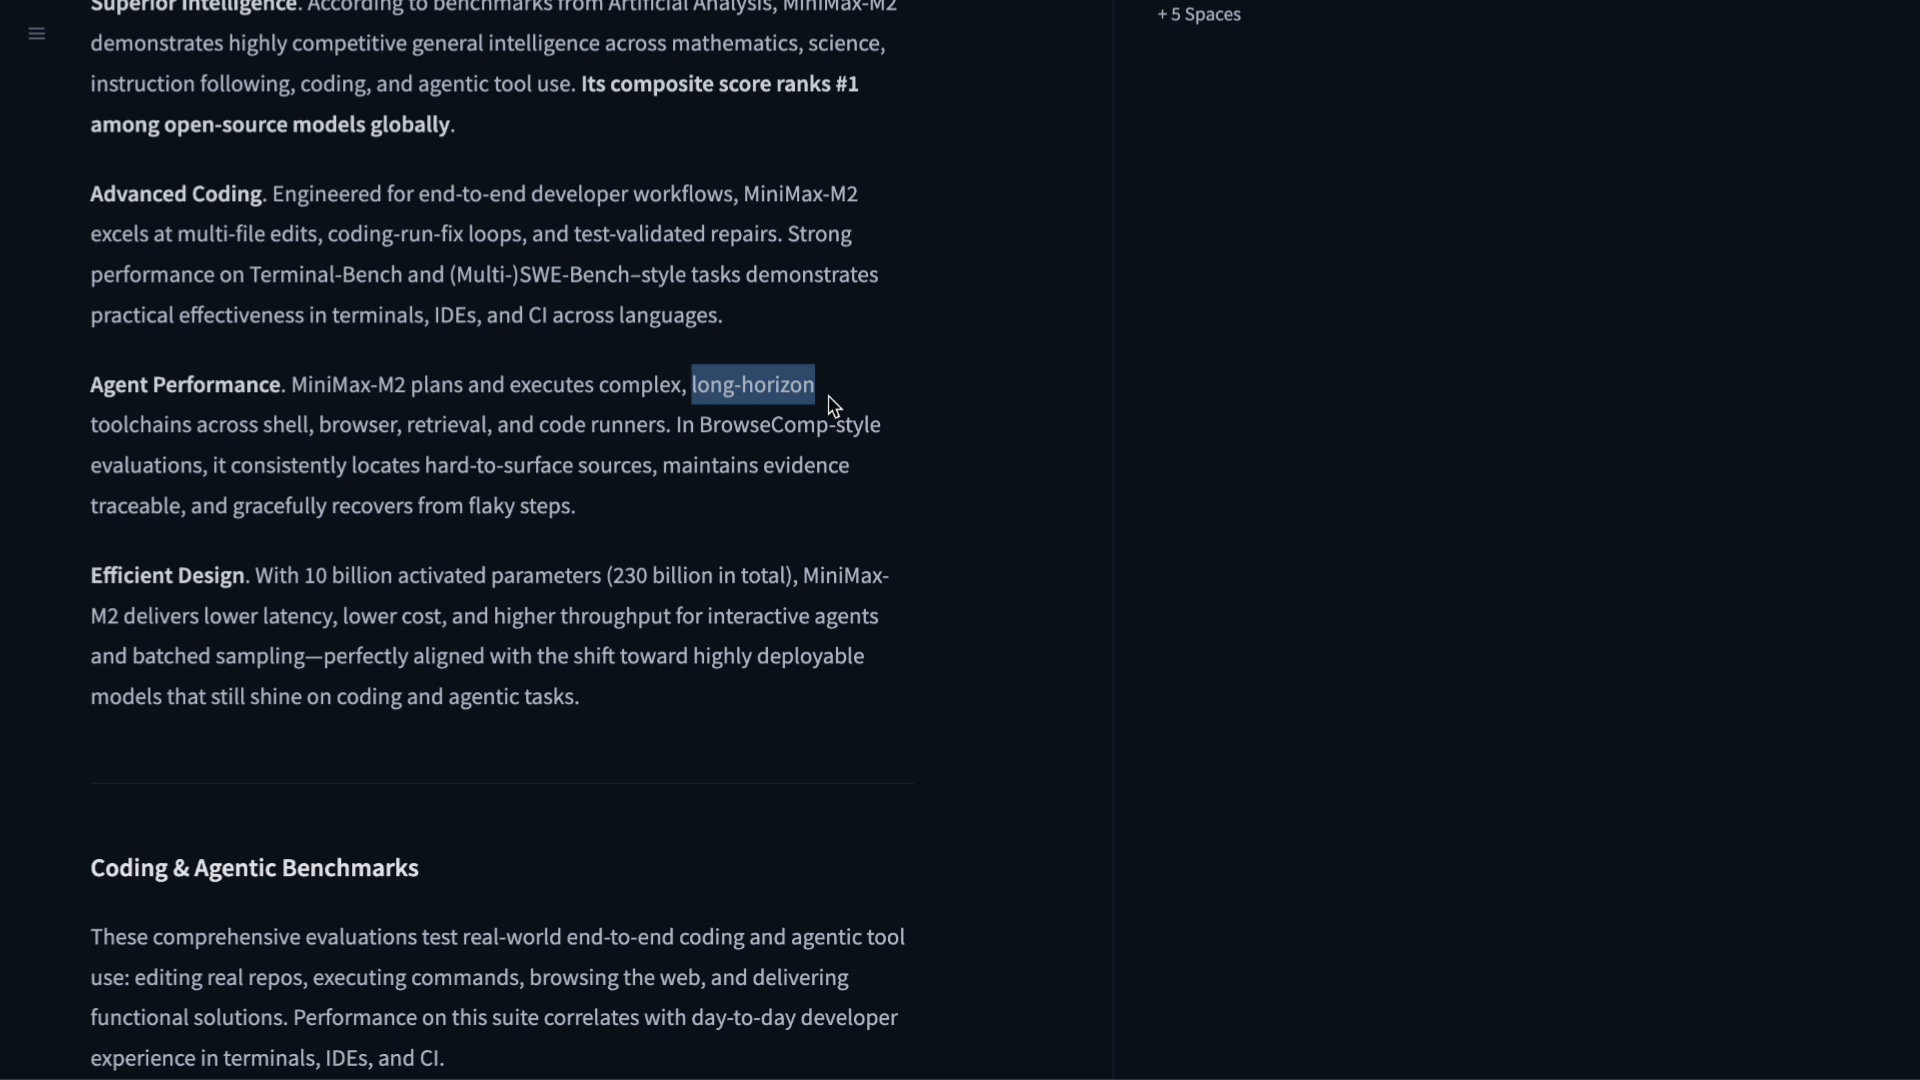 Superior Intelligence. According to benchmarks from Artificial Analysis, MiniMax-M2
demonstrates highly competitive general intelligence across mathematics, science,
instruction following, coding, and agentic tool use. Its composite score ranks #1
among open-source models globally.
Advanced Coding. Engineered for end-to-end developer workflows, MiniMax-M2
excels at multi-file edits, coding-run-fix loops, and test-validated repairs. Strong
performance on Terminal-Bench and (Multi-)SWE-Bench–style tasks demonstrates
practical effectiveness in terminals, IDEs, and CI across languages.
Agent Performance. MiniMax-M2 plans and executes complex, long-horizon
toolchains across shell, browser, retrieval, and code runners. In BrowseComp-style
evaluations, it consistently locates hard-to-surface sources, maintains evidence
traceable, and gracefully recovers from flaky steps.
Efficient Design. With 10 billion activated parameters (230 billion in total), MiniMax-
M2 delivers lower latency, lower cost, and higher throughput for interactive agents
and batched sampling—perfectly aligned with the shift toward highly deployable
models that still shine on coding and agentic tasks.
Coding & Agentic Benchmarks
These comprehensive evaluations test real-world end-to-end coding and agentic tool
use: editing real repos, executing commands, browsing the web, and delivering
functional solutions. Performance on this suite correlates with day-to-day developer
experience in terminals, IDEs, and CI.
+ 5 Spaces